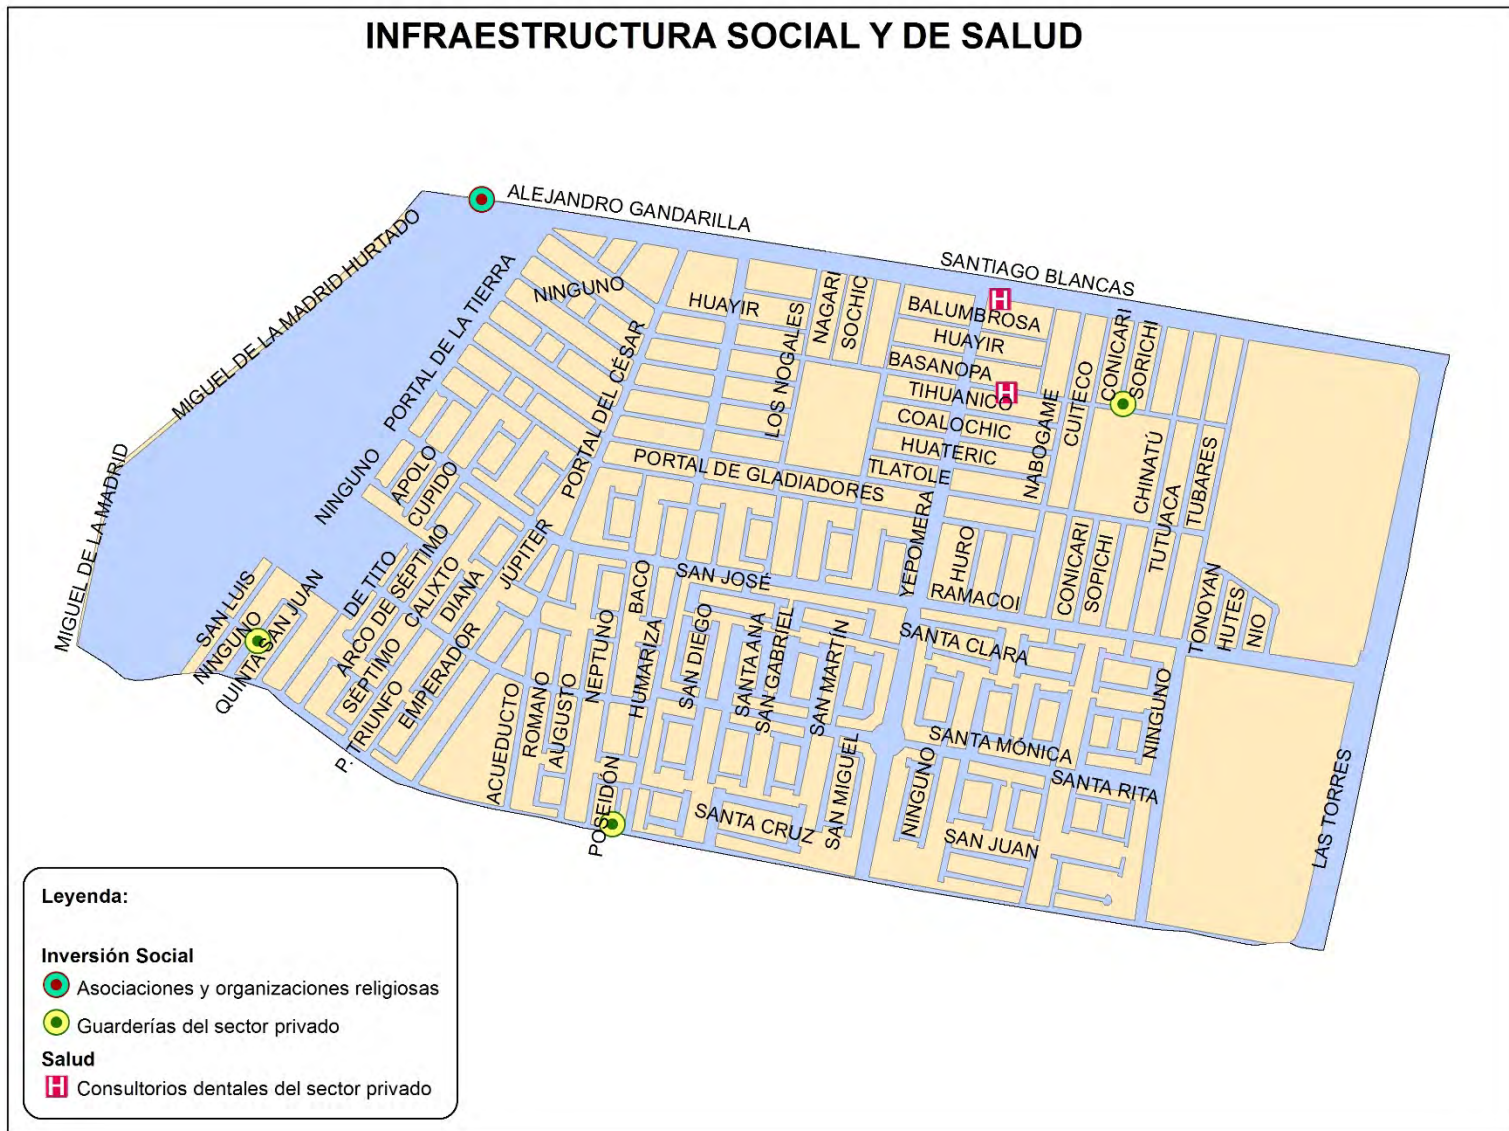 INFRAESTRUCTURA SOCIAL Y DE SALUD
ALEJANDRO GANDARILLA
SANTIAGO BLANCAS
MIGUEL DE LA MADRID HURTADO
MIGUEL DE LA MADRID
PORTAL DE LA TIERRA
NINGUNO
HUAYIR
NAGARI
SOCHIC
BALUMBROSA
HUAYIR
BASANOPA
TIHUANICO
COALOCHIC
HUATERIC
TLATOLE
CONICARI
SORICHI
CUITECO
NABOGAME
LOS NOGALES
PORTAL DEL CÉSAR
PORTAL DE GLADIADORES
NINGUNO
APOLO
CUPIDO
CHINATÚ
TUTUACA
TUBARES
YEPOMERA
HURO
RAMACOI
CONICARI
SOPICHI
TONOYAN
HUTES
NIO
SAN JOSÉ
BACO
JUPITER
DIANA
CALIXTO
DE TITO
ARCO DE SÉPTIMO
SÉPTIMO
P. TRIUNFO
EMPERADOR
SAN LUIS
NINGUNO
QUINTA SAN JUAN
ACUEDUCTO
ROMANO
AUGUSTO
NEPTUNO
HUMARIZA
POSEIDÓN
SAN DIEGO
SANTA ANA
SAN GABRÍEL
SAN MARTÍN
SANTA CLARA
SANTA MÓNICA
SANTA RITA
NINGUNO
SAN MIGUEL
NINGUNO
SANTA CRUZ
SAN JUAN
LAS TORRES
H
H
Leyenda:
Inversión Social
Asociaciones y organizaciones religiosas
Guarderías del sector privado
Salud
H Consultorios dentales del sector privado